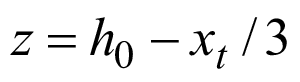 z = h₀ − xₜ / 3